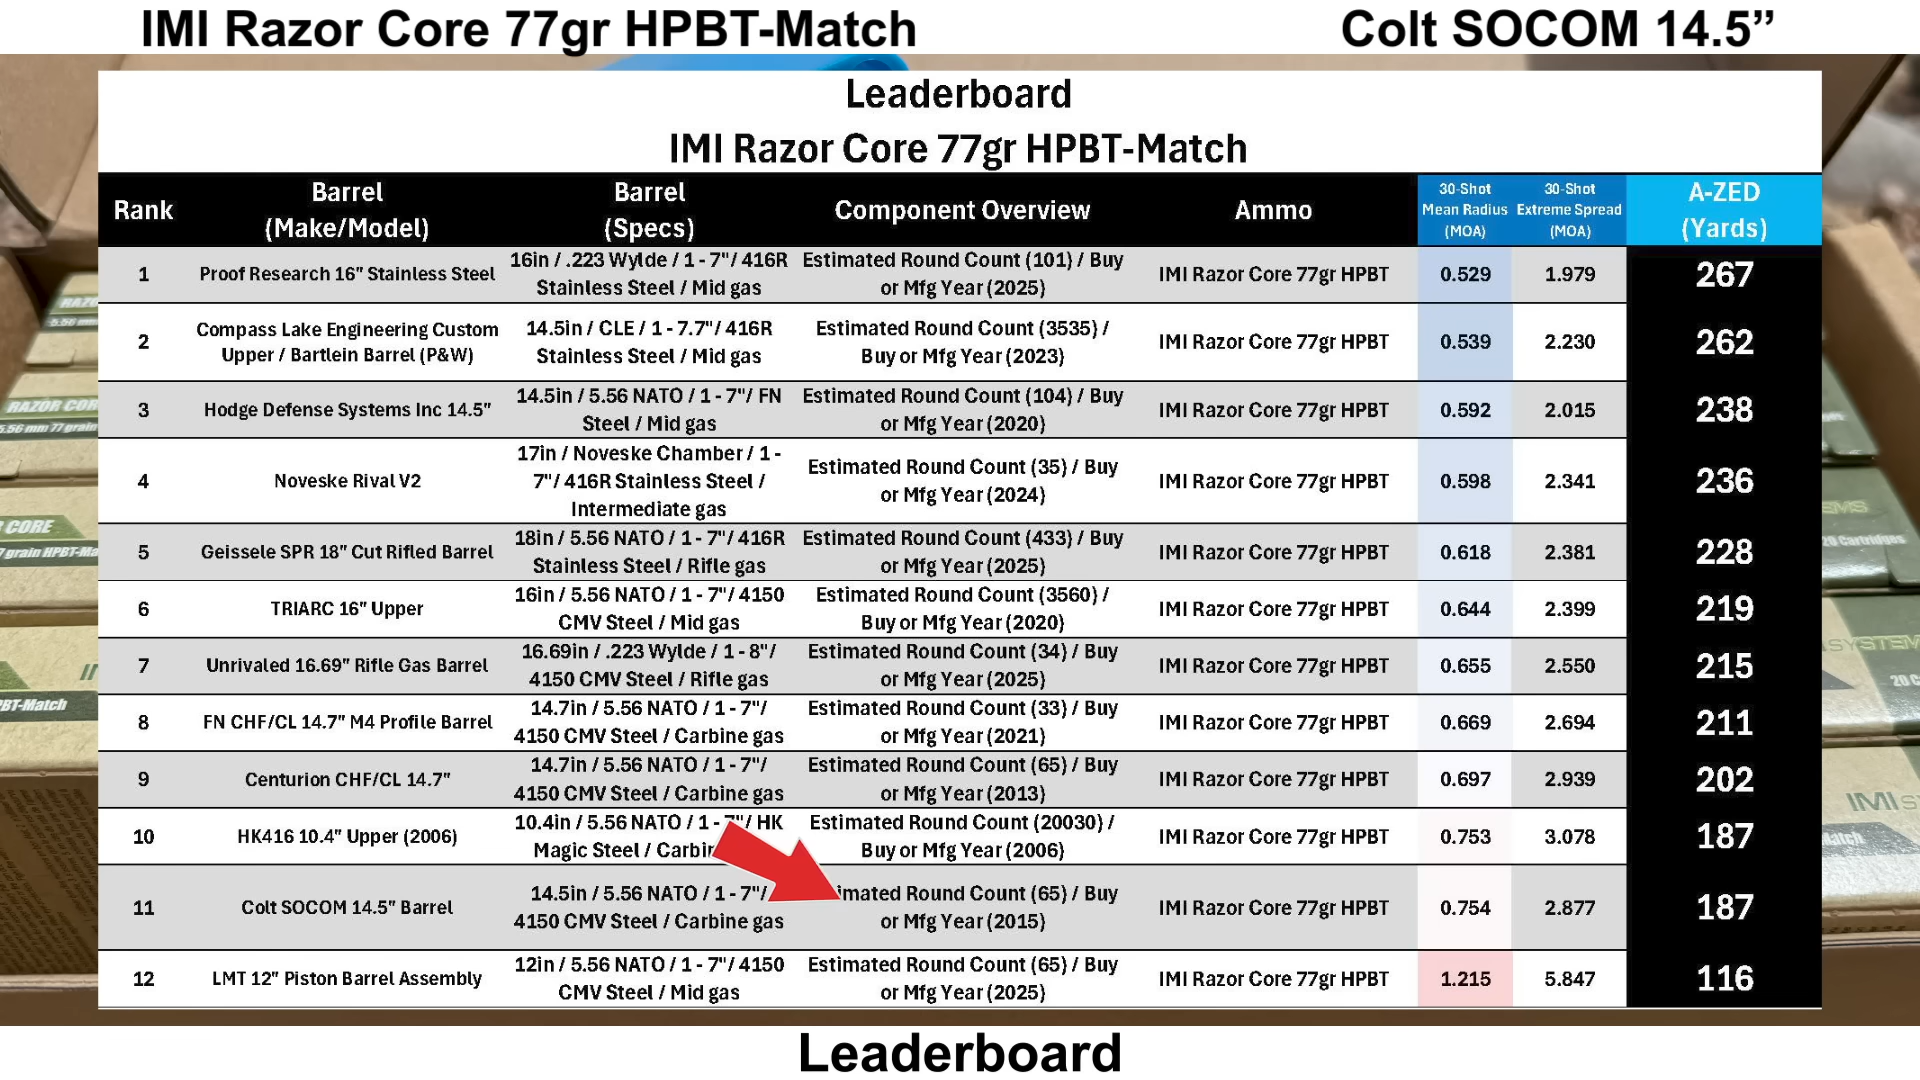 IMI Razor Core 77gr HPBT-Match
Colt SOCOM 14.5”
Leaderboard
IMI Razor Core 77gr HPBT-Match
Rank
Barrel
(Make/Model)
Barrel
(Specs)
Component Overview
Ammo
30-Shot
Mean Radius
(MOA)
30-Shot
Extreme Spread
(MOA)
A-ZED
(Yards)
1
Proof Research 16" Stainless Steel
16in / .223 Wylde / 1 - 7"/ 416R
Stainless Steel / Mid gas
Estimated Round Count (101) / Buy
or Mfg Year (2025)
IMI Razor Core 77gr HPBT
0.529
1.979
267
2
Compass Lake Engineering Custom
Upper / Bartlein Barrel (P&W)
14.5in / CLE / 1 - 7.7"/ 416R
Stainless Steel / Mid gas
Estimated Round Count (3535) /
Buy or Mfg Year (2023)
IMI Razor Core 77gr HPBT
0.539
2.230
262
3
Hodge Defense Systems Inc 14.5"
14.5in / 5.56 NATO / 1 - 7"/ FN
Steel / Mid gas
Estimated Round Count (104) / Buy
or Mfg Year (2020)
IMI Razor Core 77gr HPBT
0.592
2.015
238
4
Noveske Rival V2
17in / Noveske Chamber / 1 -
7"/ 416R Stainless Steel /
Intermediate gas
Estimated Round Count (35) / Buy
or Mfg Year (2024)
IMI Razor Core 77gr HPBT
0.598
2.341
236
5
Geissele SPR 18" Cut Rifled Barrel
18in / 5.56 NATO / 1 - 7"/ 416R
Stainless Steel / Rifle gas
Estimated Round Count (433) / Buy
or Mfg Year (2025)
IMI Razor Core 77gr HPBT
0.618
2.381
228
6
TRIARC 16" Upper
16in / 5.56 NATO / 1 - 7"/ 4150
CMV Steel / Mid gas
Estimated Round Count (3560) /
Buy or Mfg Year (2020)
IMI Razor Core 77gr HPBT
0.644
2.399
219
7
Unrivaled 16.69" Rifle Gas Barrel
16.69in / .223 Wylde / 1 - 8"/
4150 CMV Steel / Rifle gas
Estimated Round Count (34) / Buy
or Mfg Year (2025)
IMI Razor Core 77gr HPBT
0.655
2.550
215
8
FN CHF/CL 14.7" M4 Profile Barrel
14.7in / 5.56 NATO / 1 - 7"/
4150 CMV Steel / Carbine gas
Estimated Round Count (33) / Buy
or Mfg Year (2021)
IMI Razor Core 77gr HPBT
0.669
2.694
211
9
Centurion CHF/CL 14.7"
14.7in / 5.56 NATO / 1 - 7"/
4150 CMV Steel / Carbine gas
Estimated Round Count (65) / Buy
or Mfg Year (2013)
IMI Razor Core 77gr HPBT
0.697
2.939
202
10
HK416 10.4" Upper (2006)
10.4in / 5.56 NATO / 1 - 7"/ HK
Magic Steel / Carbin
Estimated Round Count (20030) /
Buy or Mfg Year (2006)
IMI Razor Core 77gr HPBT
0.753
3.078
187
11
Colt SOCOM 14.5" Barrel
14.5in / 5.56 NATO / 1 - 7"/
4150 CMV Steel / Carbine gas
imated Round Count (65) / Buy
or Mfg Year (2015)
IMI Razor Core 77gr HPBT
0.754
2.877
187
12
LMT 12" Piston Barrel Assembly
12in / 5.56 NATO / 1 - 7"/ 4150
CMV Steel / Mid gas
Estimated Round Count (65) / Buy
or Mfg Year (2025)
IMI Razor Core 77gr HPBT
1.215
5.847
116
Leaderboard
RAZOR COR
5.56 mm 77 grain
CORE
grain HPBT-Ma
BT-Match
20 Cartridges
IMI